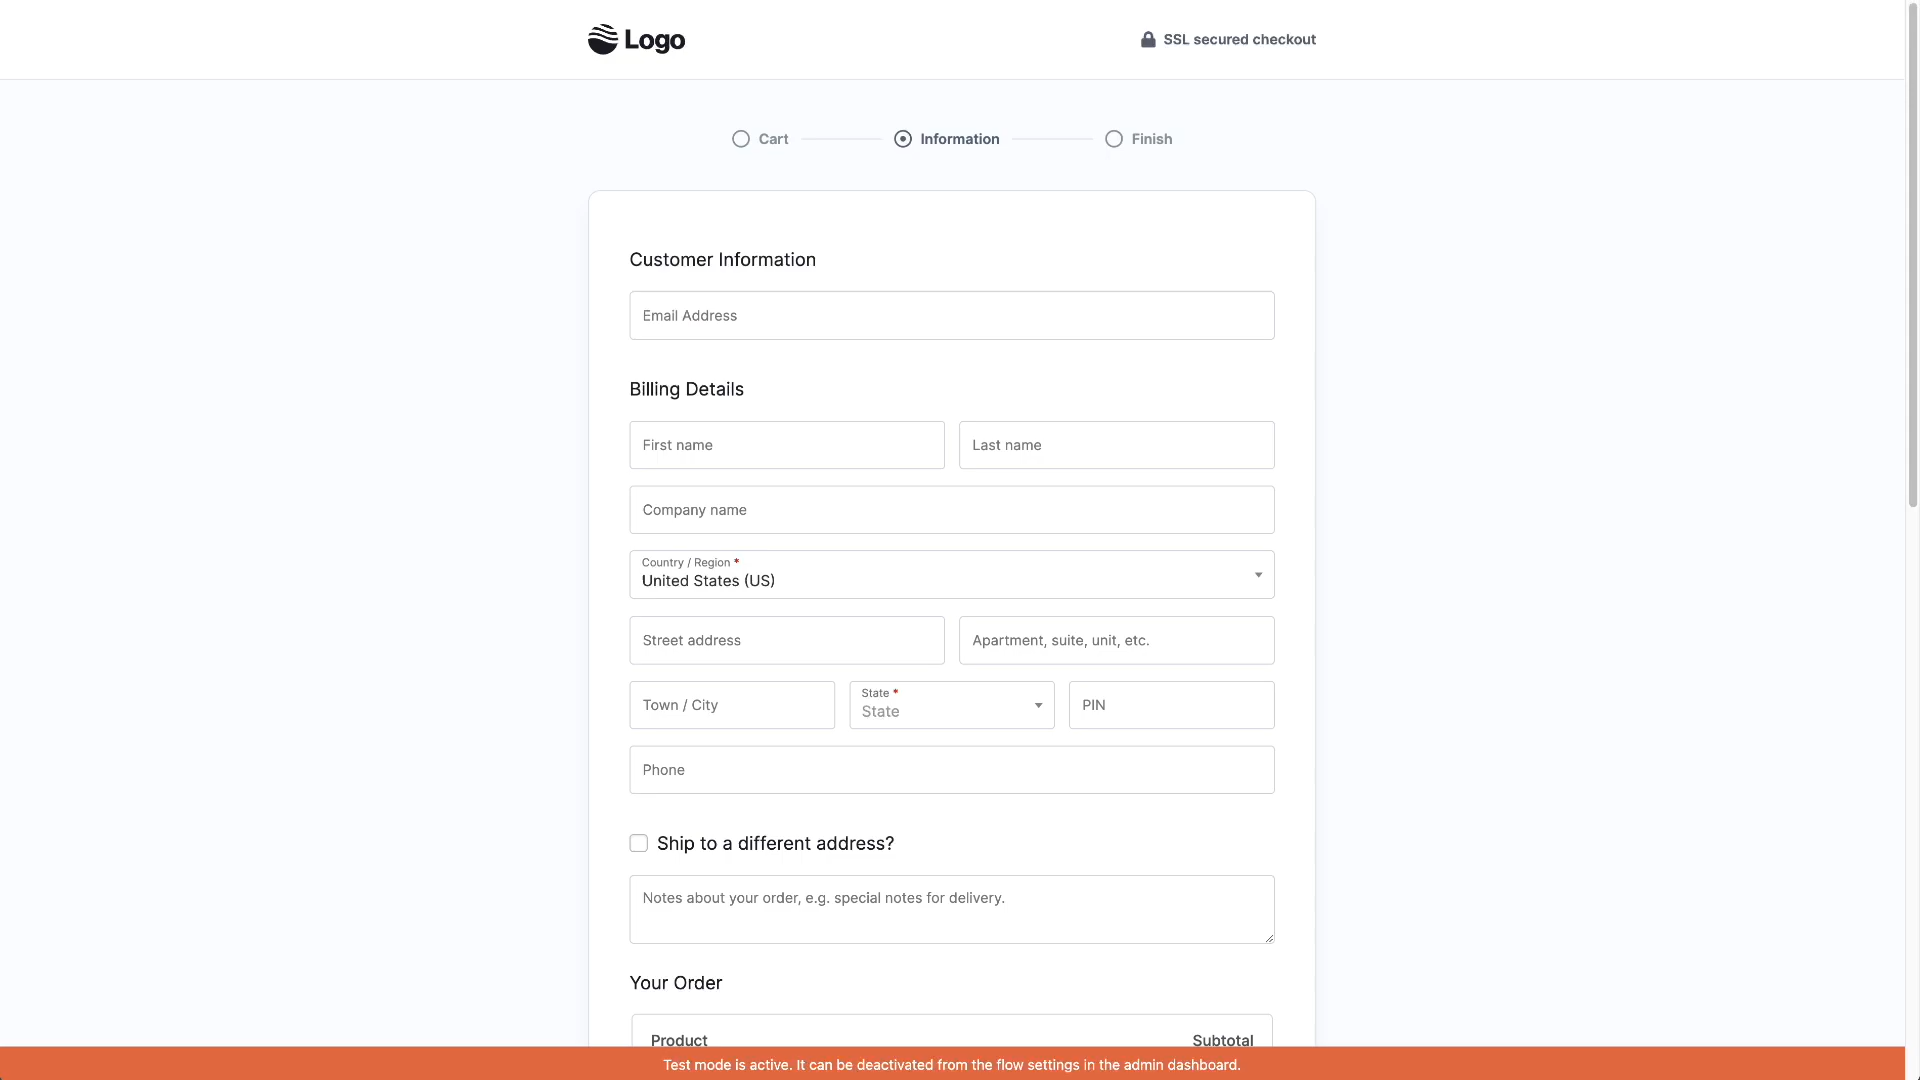 Logo
SSL secured checkout
Cart
Information
Finish
Customer Information
Email Address
Billing Details
First name
Last name
Company name
Country / Region *
United States (US)
Street address
Apartment, suite, unit, etc.
Town / City
State *
State
PIN
Phone
Ship to a different address?
Notes about your order, e.g. special notes for delivery.
Your Order
Product
Subtotal
Test mode is active. It can be deactivated from the flow settings in the admin dashboard.